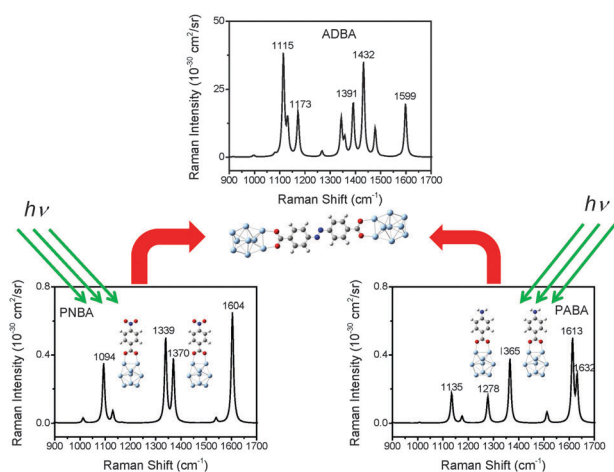 ADBA
Raman Intensity (10⁻³⁰ cm²/sr)
50
25
0
1115
1173
1391
1432
1599
900 1000 1100 1200 1300 1400 1500 1600 1700
Raman Shift (cm⁻¹)
hν
hν
PNBA
Raman Intensity (10⁻³⁰ cm²/sr)
0.8
0.4
0.0
1094
1339
1370
1604
900 1000 1100 1200 1300 1400 1500 1600 1700
Raman Shift (cm⁻¹)
PABA
Raman Intensity (10⁻³⁰ cm²/sr)
0.8
0.4
0.0
1135
1278
1365
1613
1632
900 1000 1100 1200 1300 1400 1500 1600 1700
Raman Shift (cm⁻¹)